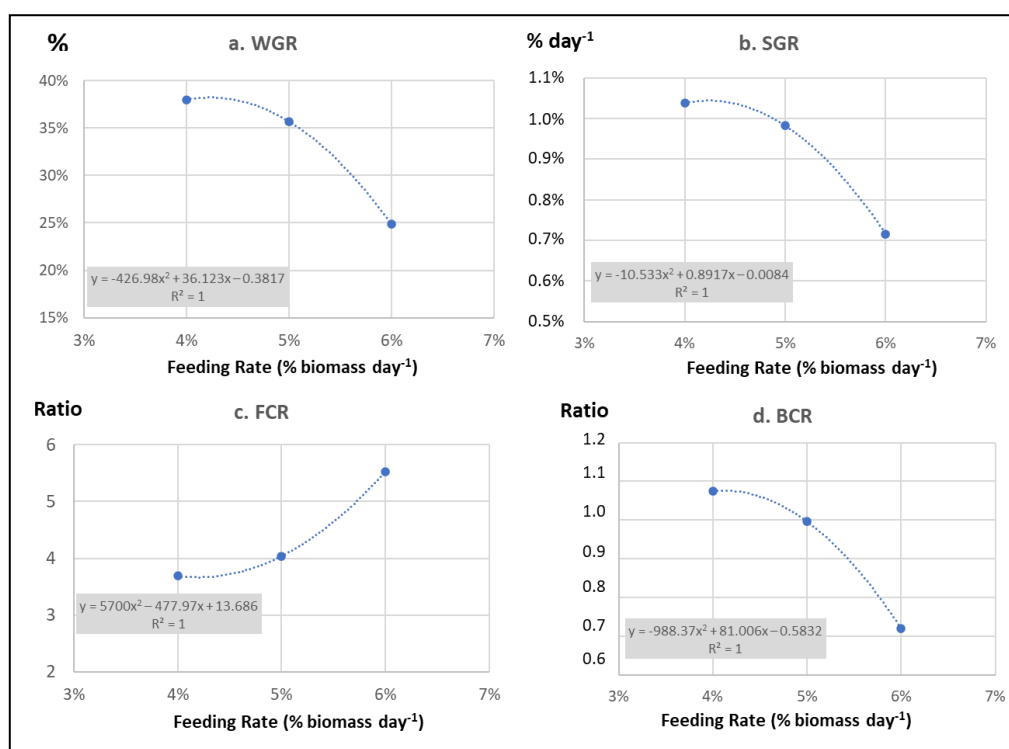 %
a. WGR
40%
35%
30%
25%
20%
15%
y = -426.98x² + 36.123x − 0.3817
R² = 1
3% 4% 5% 6% 7%
Feeding Rate (% biomass day⁻¹)
% day⁻¹
b. SGR
1.1%
1.0%
0.9%
0.8%
0.7%
0.6%
0.5%
y = -10.533x² + 0.8917x − 0.0084
R² = 1
3% 4% 5% 6% 7%
Feeding Rate (% biomass day⁻¹)
Ratio
c. FCR
6
5
4
3
2
y = 5700x² − 477.97x + 13.686
R² = 1
3% 4% 5% 6% 7%
Feeding Rate (% biomass day⁻¹)
Ratio
d. BCR
1.2
1.1
1.0
0.9
0.8
0.7
0.6
y = -988.37x² + 81.006x − 0.5832
R² = 1
3% 4% 5% 6% 7%
Feeding Rate (% biomass day⁻¹)